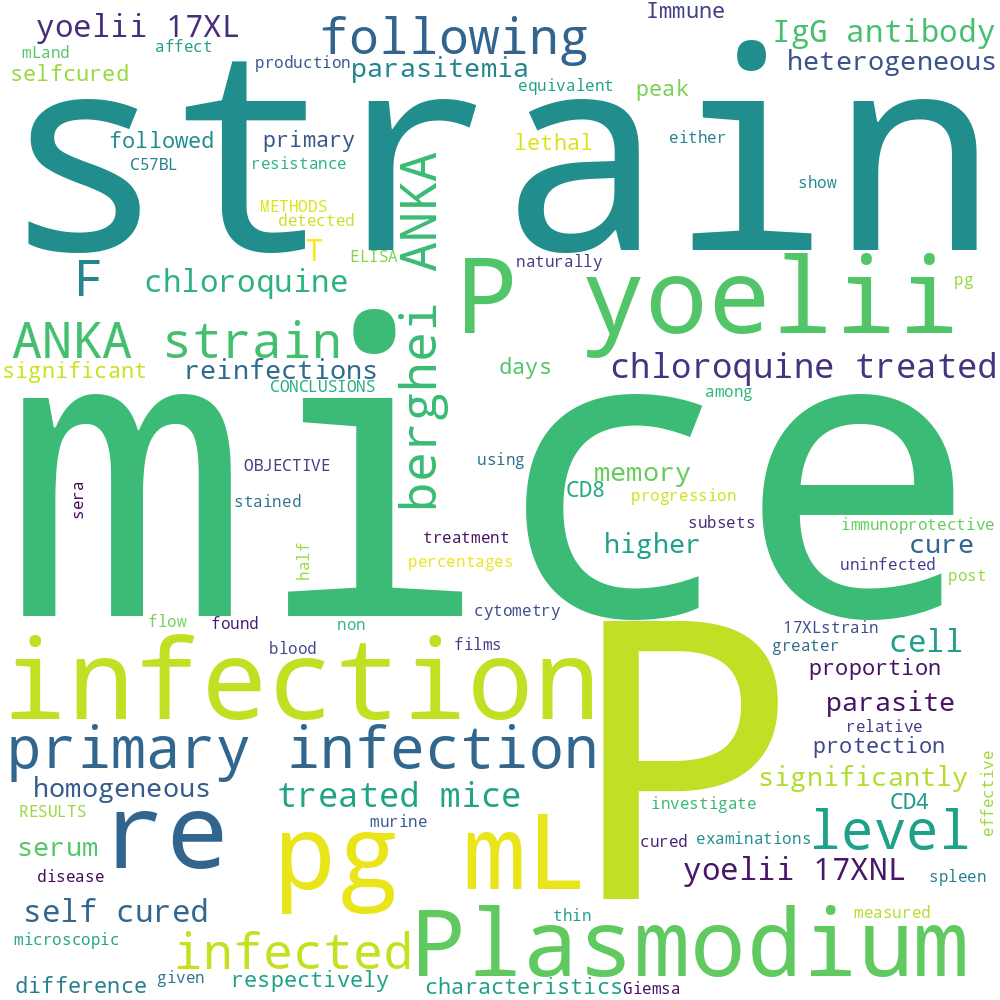 Immune
yoelii 17XL
following
IgG antibody
mLand
affect
production
parasitemia
heterogeneous
selfcured
equivalent
peak
strain
followed
primary
lethal
either
C57BL
resistance
show
METHODS
detected
T
ELISA
berghei ANKA
naturally
F
chloroquine
P yoelii
pg
ANKA strain
significant
reinfections
days
chloroquine treated
CONCLUSIONS
among
mice
OBJECTIVE
using
memory
sera
stained
CD8
progression
subsets
immunoprotective
treatment
higher
cure
half
percentages
uninfected
post
cytometry
flow
found
non
17XLstrain
infection
blood
films
greater
cell
P
proportion
parasite
primary infection
relative
protection
homogeneous
significantly
effective
treated mice
RESULTS
re
murine
investigate
CD4
pg mL
level
serum
cured
examinations
disease
yoelii 17XNL
spleen
self cured
thin
measured
Plasmodium
microscopic
infected
difference
given
respectively
characteristics
Giemsa